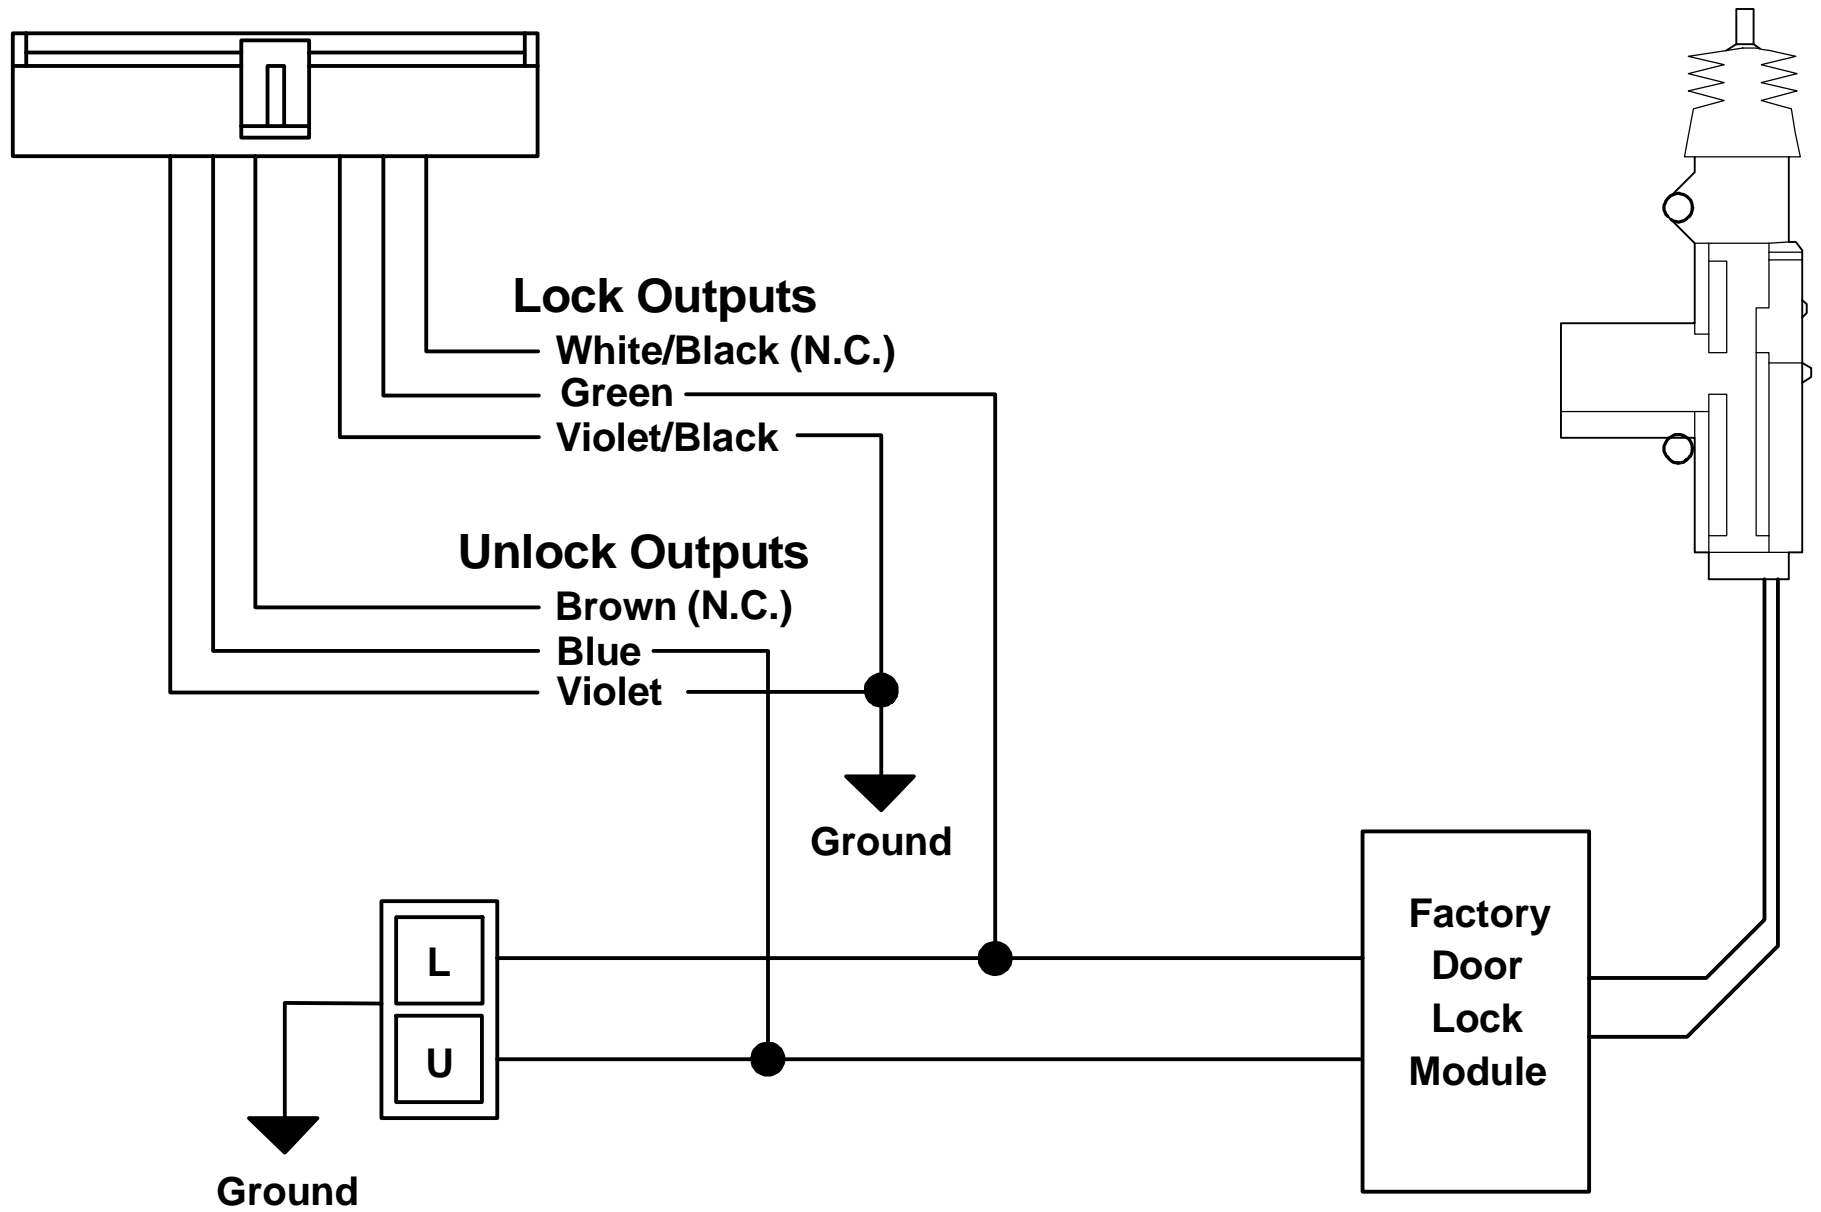 Lock Outputs
White/Black (N.C.)
Green
Violet/Black
Unlock Outputs
Brown (N.C.)
Blue
Violet
Ground
L
U
Ground
Factory
Door
Lock
Module